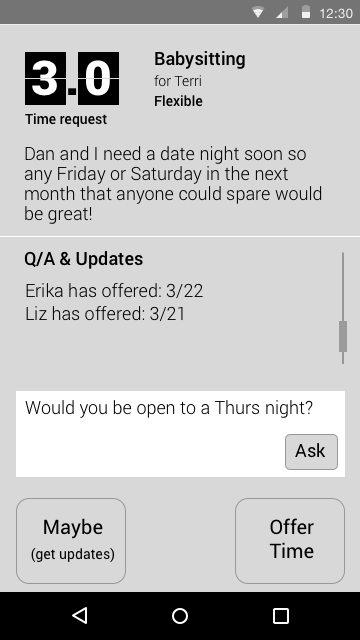 12:30
3.0
Time request
Babysitting
for Terri
Flexible
Dan and I need a date night soon so
any Friday or Saturday in the next
month that anyone could spare would
be great!
Q/A & Updates
Erika has offered: 3/22
Liz has offered: 3/21
Would you be open to a Thurs night?
Ask
Maybe
(get updates)
Offer
Time